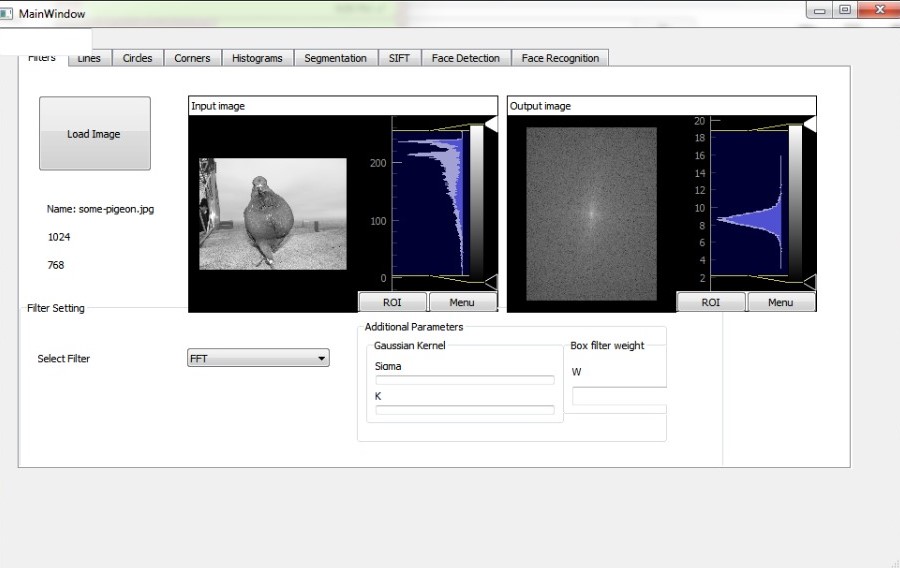 MainWindow
Filters Lines Circles Corners Histograms Segmentation SIFT Face Detection Face Recognition
Load Image
Input image
Output image
200
100
0
20
18
16
14
12
10
8
6
4
2
Name: some-pigeon.jpg
1024
768
ROI Menu
ROI Menu
Filter Setting
Additional Parameters
Gaussian Kernel
Box filter weight
Select Filter
FFT
Sigma
W
K